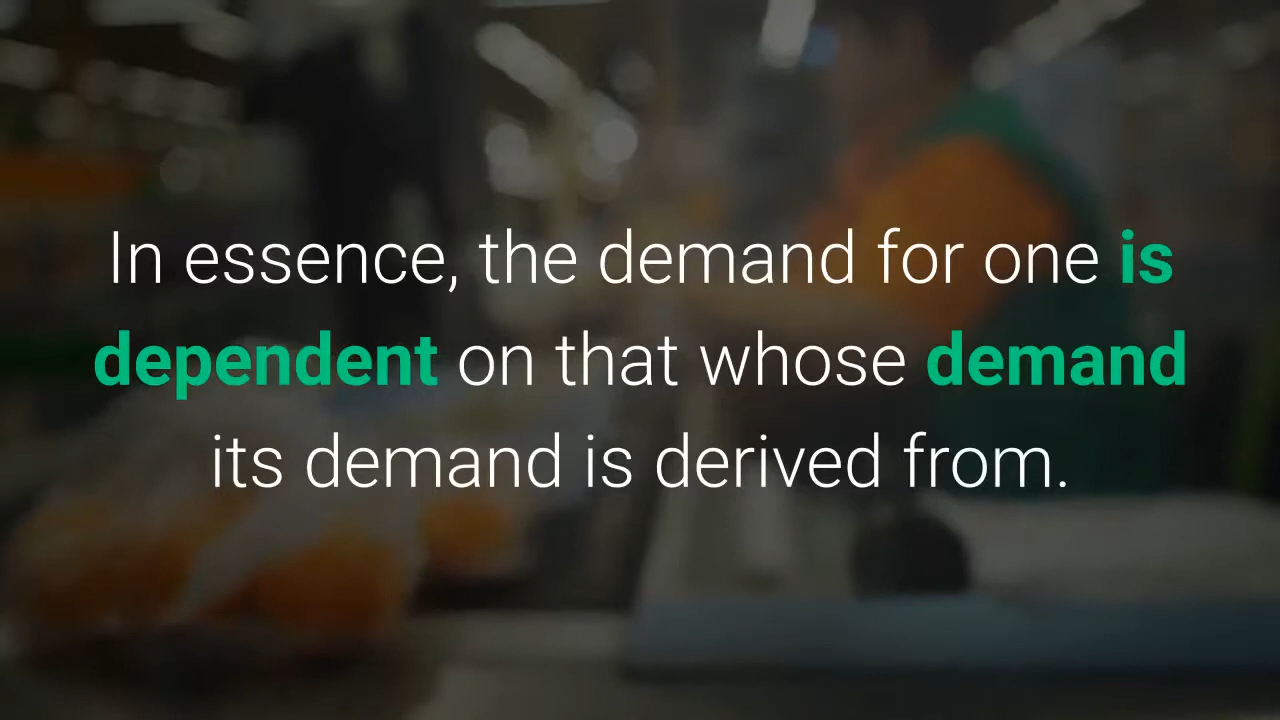 In essence, the demand for one is
dependent on that whose demand
its demand is derived from.